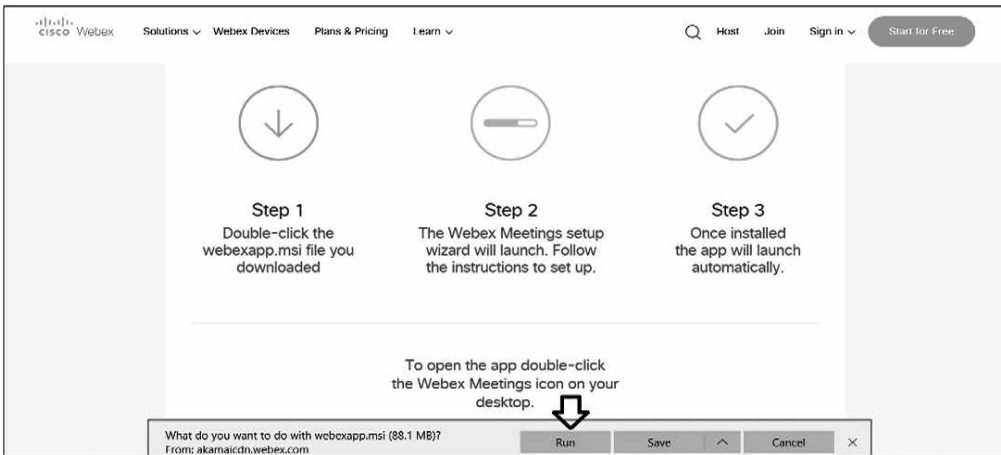 CISCO Webex Solutions Webex Devices Plans & Pricing Learn Host Join Sign in Start for Free
Step 1
Double-click the
webexapp.msi file you
downloaded
Step 2
The Webex Meetings setup
wizard will launch. Follow
the instructions to set up.
Step 3
Once installed
the app will launch
automatically.
To open the app double-click
the Webex Meetings icon on your
desktop.
What do you want to do with webexapp.msi (88.1 MB)?
From: akamaicdn.webex.com
Run Save Cancel